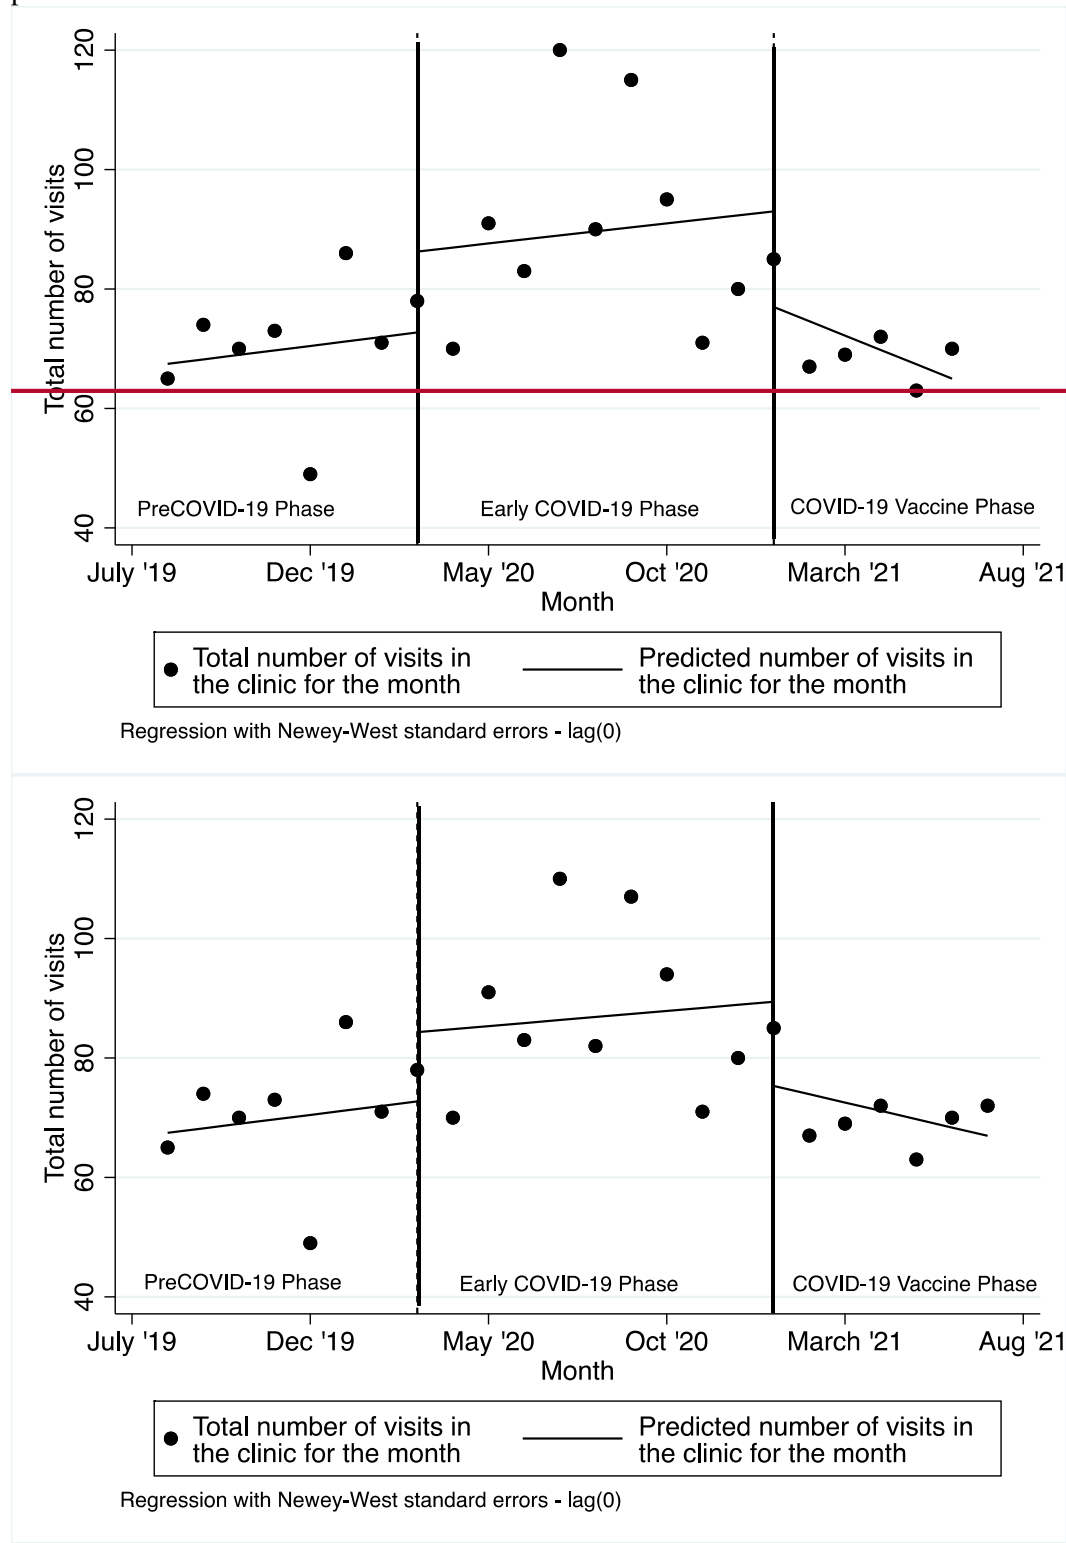 120
100
80
60
40
Total number of visits
PreCOVID-19 Phase
Early COVID-19 Phase
COVID-19 Vaccine Phase
July '19
Dec '19
May '20
Oct '20
March '21
Aug '21
Month
Total number of visits in
the clinic for the month
Predicted number of visits in
the clinic for the month
Regression with Newey-West standard errors - lag(0)
120
100
80
60
40
Total number of visits
PreCOVID-19 Phase
Early COVID-19 Phase
COVID-19 Vaccine Phase
July '19
Dec '19
May '20
Oct '20
March '21
Aug '21
Month
Total number of visits in
the clinic for the month
Predicted number of visits in
the clinic for the month
Regression with Newey-West standard errors - lag(0)